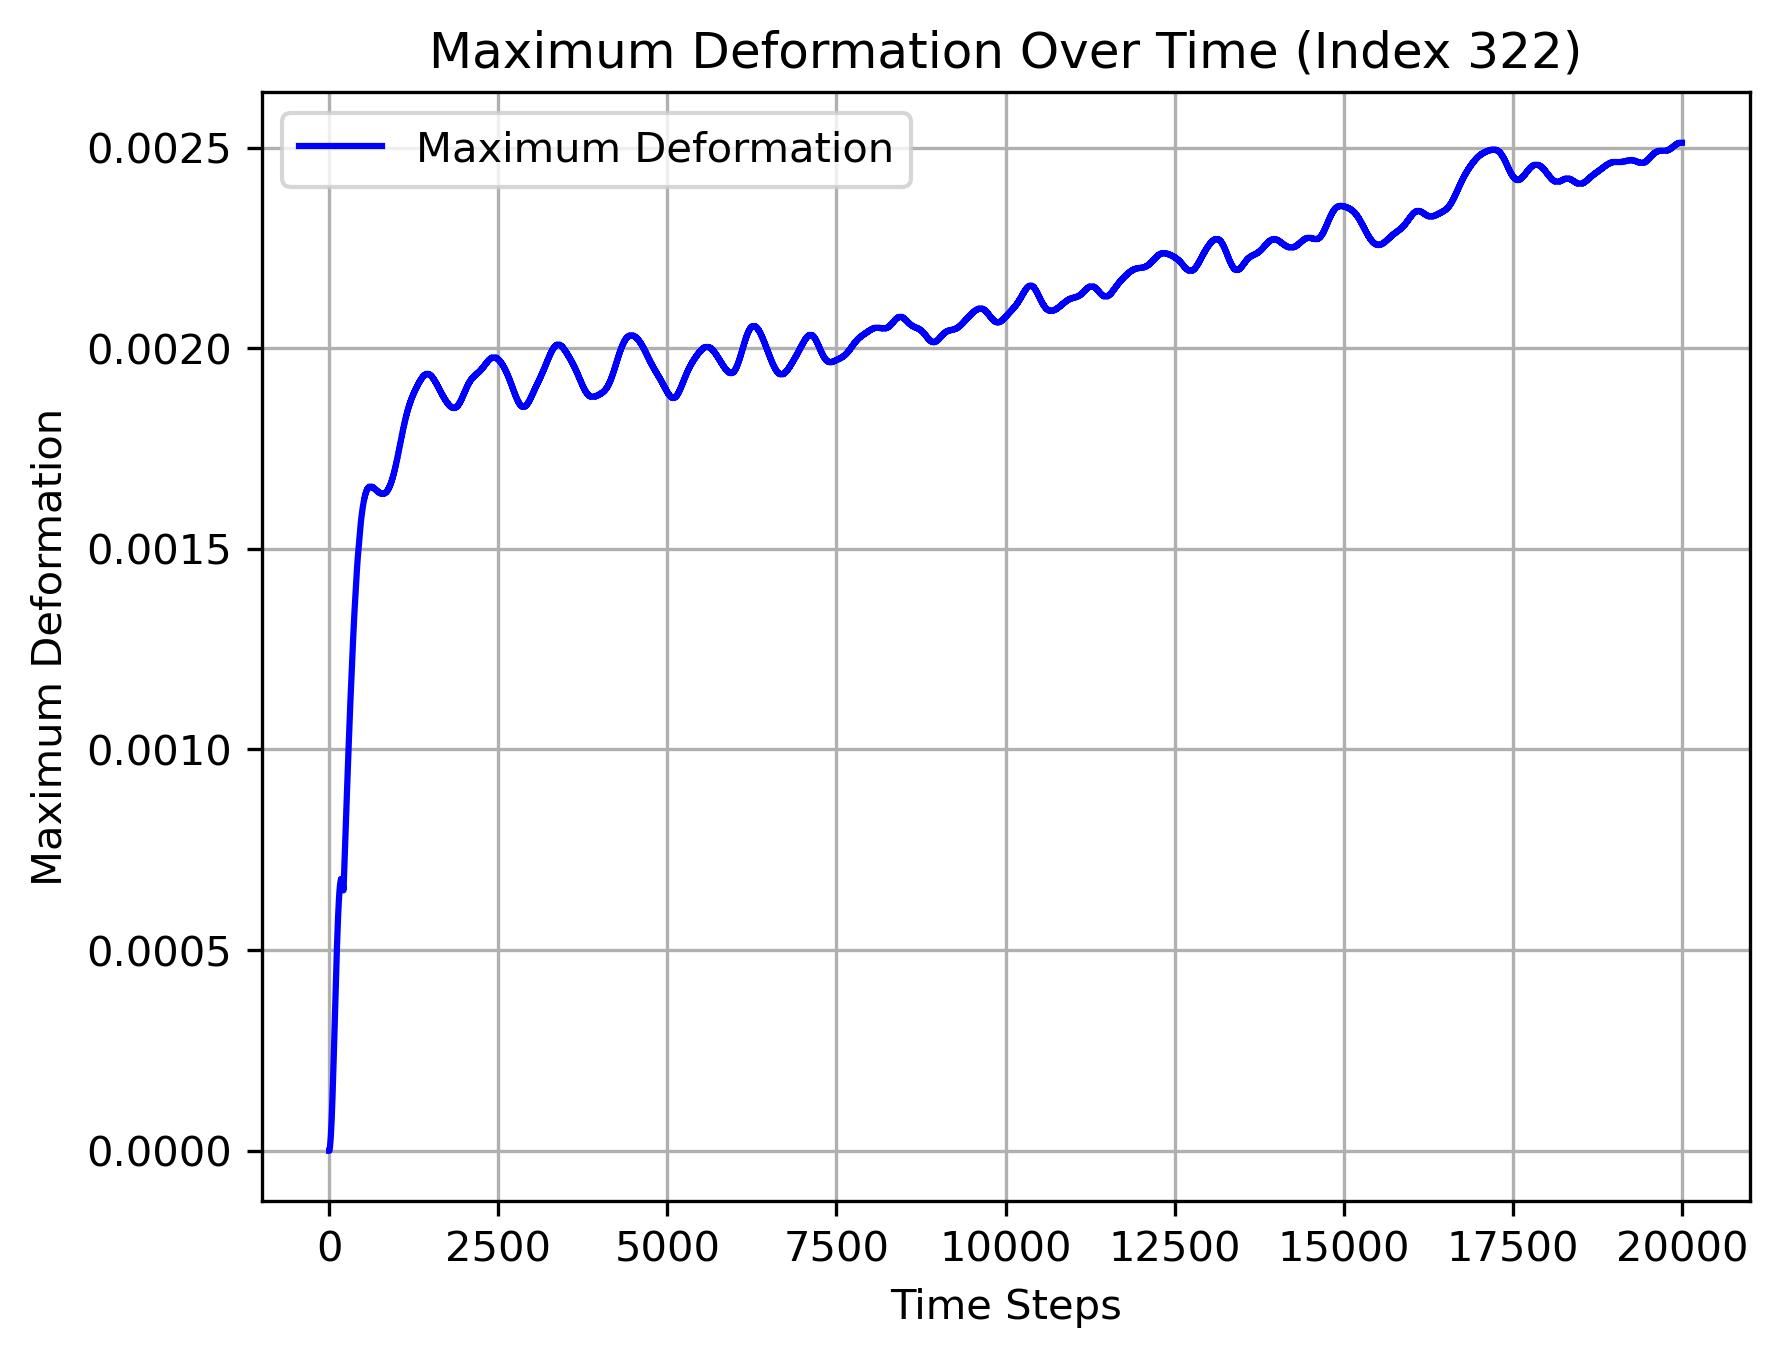 Maximum Deformation Over Time (Index 322)
Maximum Deformation
0.0025
0.0020
0.0015
0.0010
0.0005
0.0000
Maximum Deformation
0 2500 5000 7500 10000 12500 15000 17500 20000
Time Steps